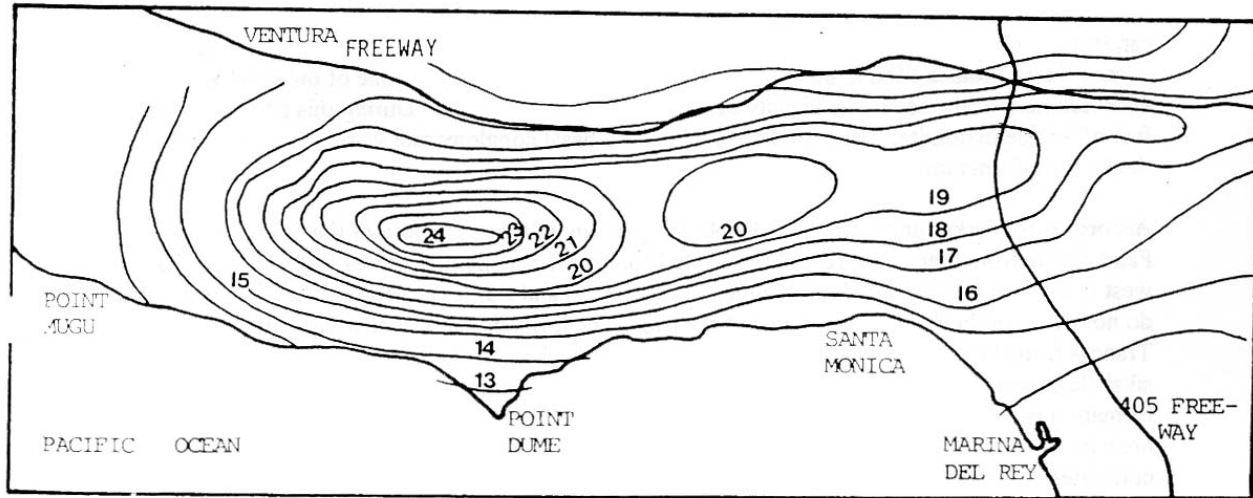 VENTURA FREEWAY
19
18
17
16
20
24 23 22 21 20
15
14
13
POINT
MUGU
SANTA
MONICA
POINT
DUME
405 FREE-
WAY
PACIFIC OCEAN
MARINA
DEL REY